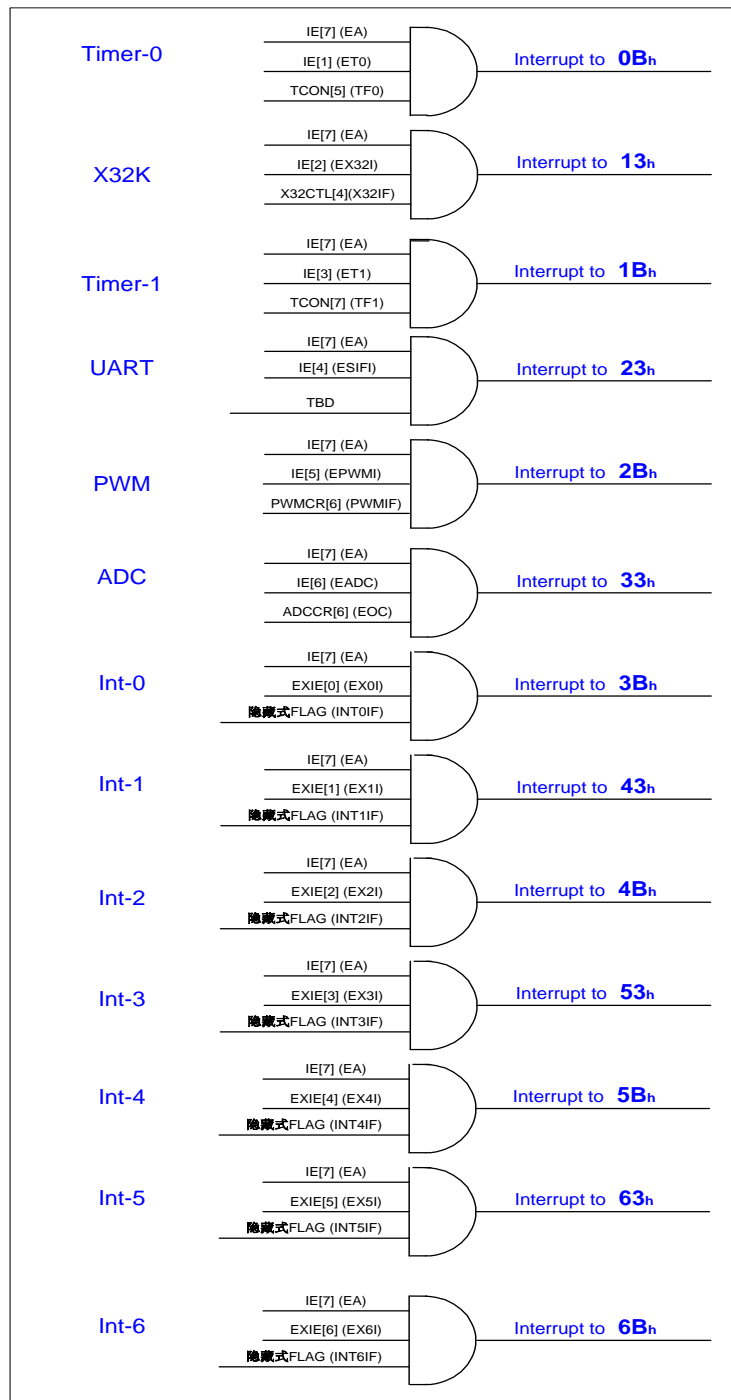 IE[7] (EA)
Timer-0
IE[1] (ET0)
Interrupt to 0Bh
TCON[5] (TF0)
IE[7] (EA)
X32K
IE[2] (EX32I)
Interrupt to 13h
X32CTL[4](X32IF)
IE[7] (EA)
Timer-1
IE[3] (ET1)
Interrupt to 1Bh
TCON[7] (TF1)
IE[7] (EA)
UART
IE[4] (ESIFI)
Interrupt to 23h
TBD
IE[7] (EA)
PWM
IE[5] (EPWMI)
Interrupt to 2Bh
PWMCR[6] (PWMIF)
IE[7] (EA)
ADC
IE[6] (EADC)
Interrupt to 33h
ADCCR[6] (EOC)
IE[7] (EA)
Int-0
EXIE[0] (EX0I)
Interrupt to 3Bh
隐藏式FLAG (INT0IF)
IE[7] (EA)
Int-1
EXIE[1] (EX1I)
Interrupt to 43h
隐藏式FLAG (INT1IF)
IE[7] (EA)
Int-2
EXIE[2] (EX2I)
Interrupt to 4Bh
隐藏式FLAG (INT2IF)
IE[7] (EA)
Int-3
EXIE[3] (EX3I)
Interrupt to 53h
隐藏式FLAG (INT3IF)
IE[7] (EA)
Int-4
EXIE[4] (EX4I)
Interrupt to 5Bh
隐藏式FLAG (INT4IF)
IE[7] (EA)
Int-5
EXIE[5] (EX5I)
Interrupt to 63h
隐藏式FLAG (INT5IF)
IE[7] (EA)
Int-6
EXIE[6] (EX6I)
Interrupt to 6Bh
隐藏式FLAG (INT6IF)